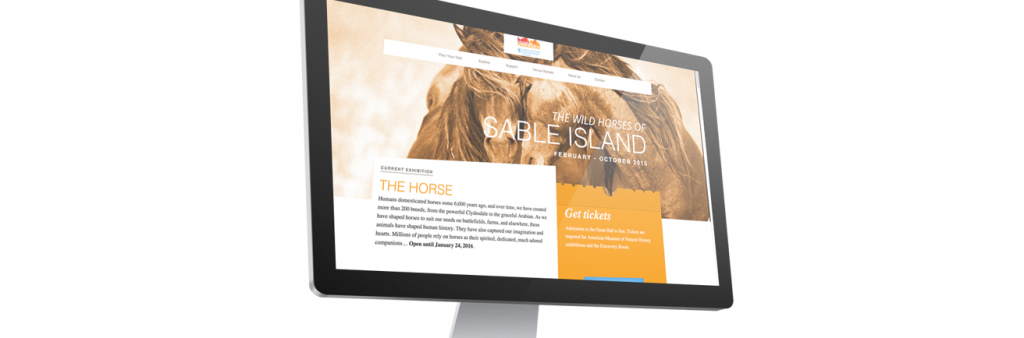 Plan Your Visit Explore Support Horse Rescue About Us Contact
THE WILD HORSES OF
SABLE ISLAND
FEBRUARY - OCTOBER 2015
CURRENT EXHIBITION
THE HORSE
Humans domesticated horses some 6,000 years ago, and over time, we have created
more than 200 breeds, from the powerful Clydesdale to the graceful Arabian. As we
have shaped horses to suit our needs on battlefields, farms, and elsewhere, these
animals have shaped human history. They have also captured our imagination and
hearts. Millions of people rely on horses as their spirited, dedicated, much adored
companions… Open until January 24, 2016.
Get tickets
Admission to the Great Hall is free. Tickets are
required for American Museum of Natural History
exhibitions and the Discovery Room.